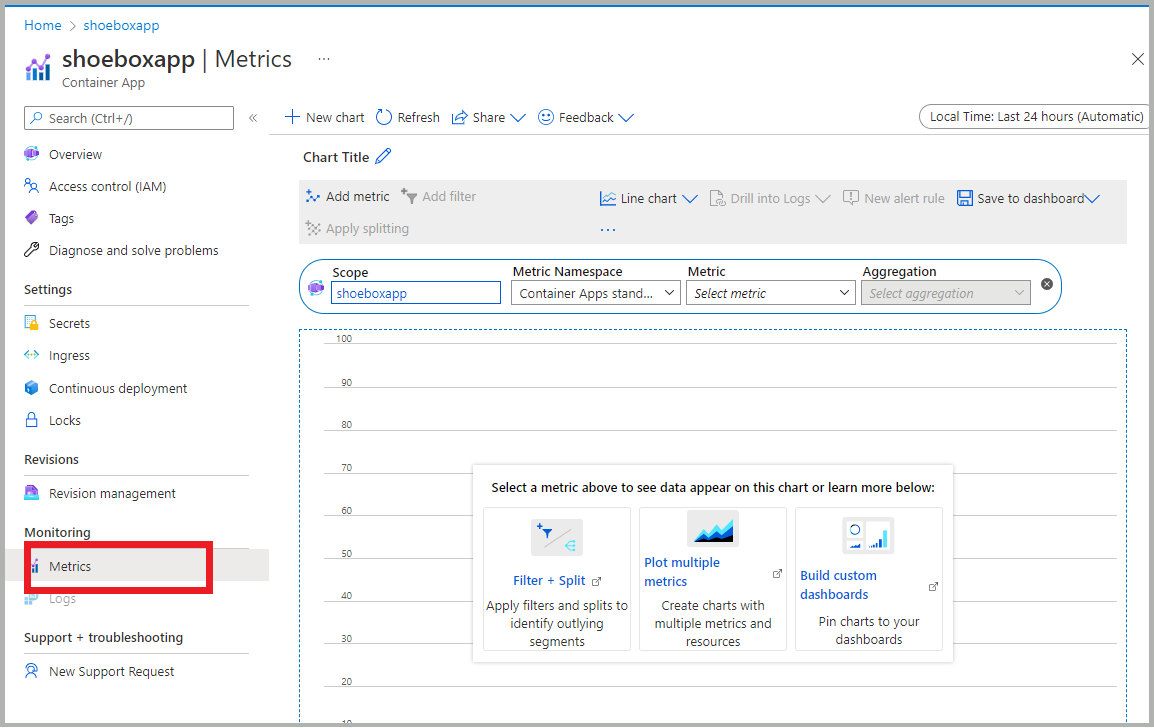 Home > shoeboxapp
shoeboxapp | Metrics ...
Container App
Search (Ctrl+/)
«
Overview
Access control (IAM)
Tags
Diagnose and solve problems
Settings
Secrets
Ingress
Continuous deployment
Locks
Revisions
Revision management
Monitoring
Metrics
Logs
Support + troubleshooting
New Support Request
New chart Refresh Share Feedback
Local Time: Last 24 hours (Automatic)
Chart Title
Add metric Add filter Line chart Drill into Logs New alert rule Save to dashboard
Apply splitting ...
Scope Metric Namespace Metric Aggregation
shoeboxapp Container Apps stand... Select metric Select aggregation
100
90
80
70
60
50
40
30
20
10
Select a metric above to see data appear on this chart or learn more below:
Filter + Split
Apply filters and splits to
identify outlying
segments
Plot multiple
metrics
Create charts with
multiple metrics and
resources
Build custom
dashboards
Pin charts to your
dashboards